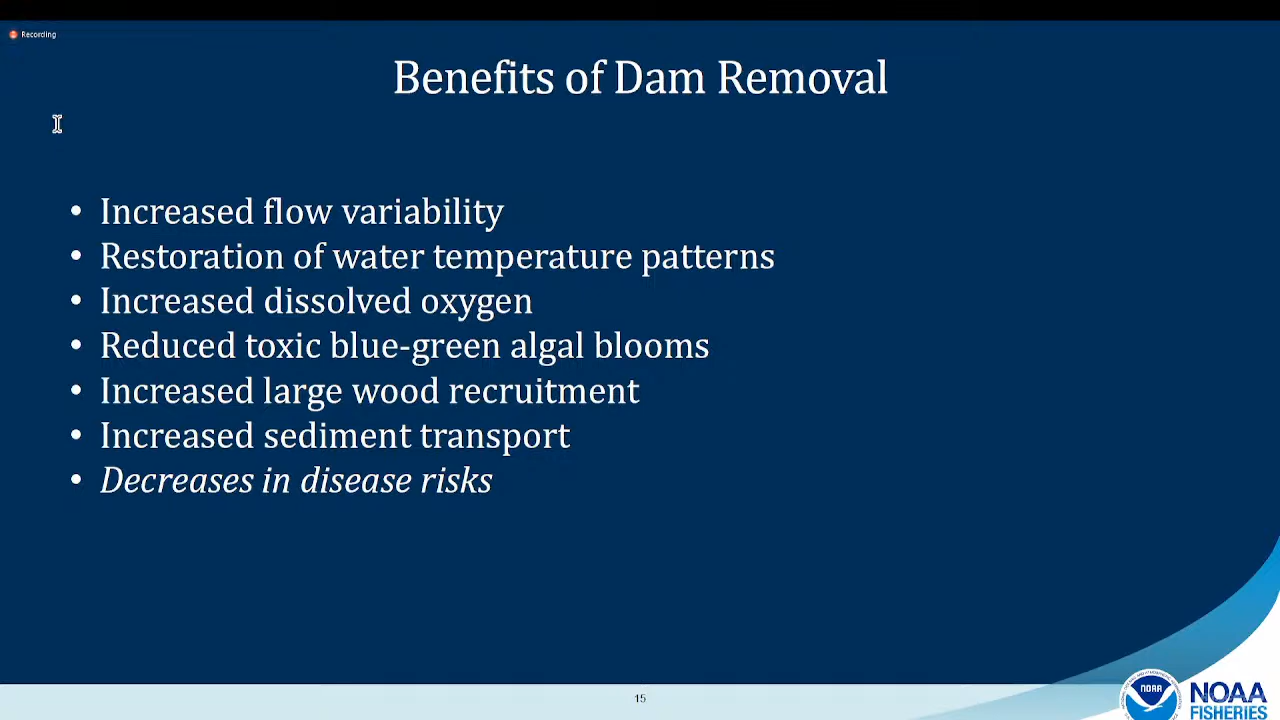 Recording
Benefits of Dam Removal
• Increased flow variability
• Restoration of water temperature patterns
• Increased dissolved oxygen
• Reduced toxic blue-green algal blooms
• Increased large wood recruitment
• Increased sediment transport
• Decreases in disease risks
15
NOAA
NOAA
FISHERIES